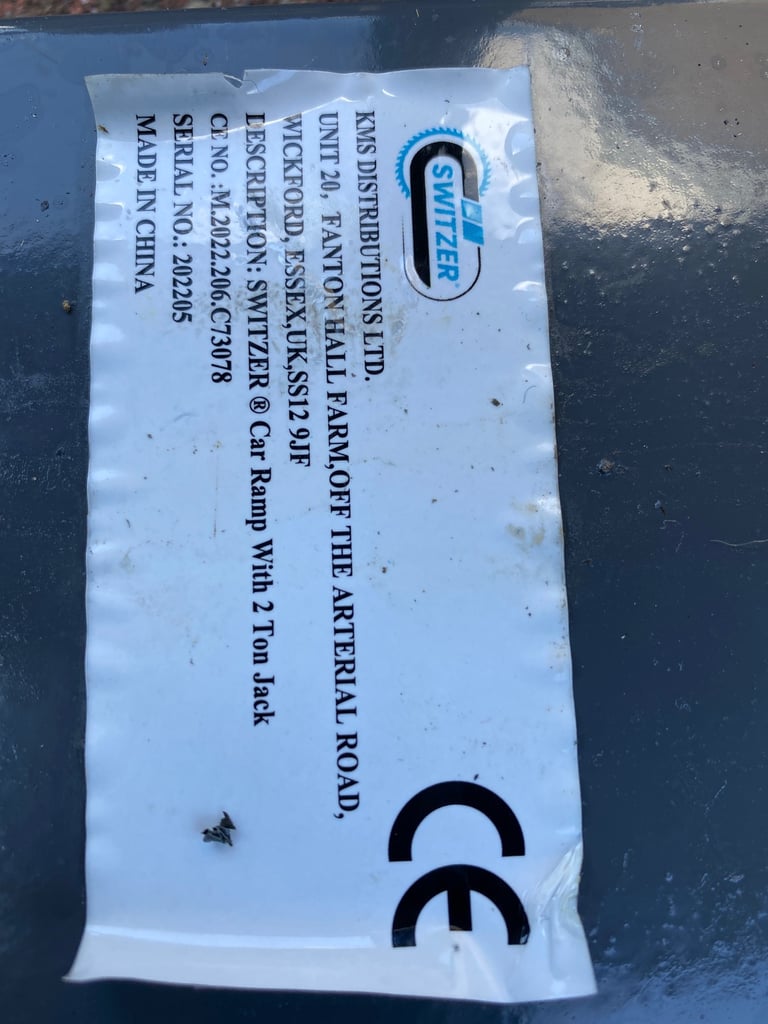 SWITZER
KMS DISTRIBUTIONS LTD.
UNIT 20, FANTON HALL FARM,OFF THE ARTERIAL ROAD,
WICKFORD, ESSEX,UK,SS12 9JF
DESCRIPTION: SWITZER ® Car Ramp With 2 Ton Jack
CE NO. :M.2022.206.C73078
SERIAL NO.: 202205
MADE IN CHINA
CE